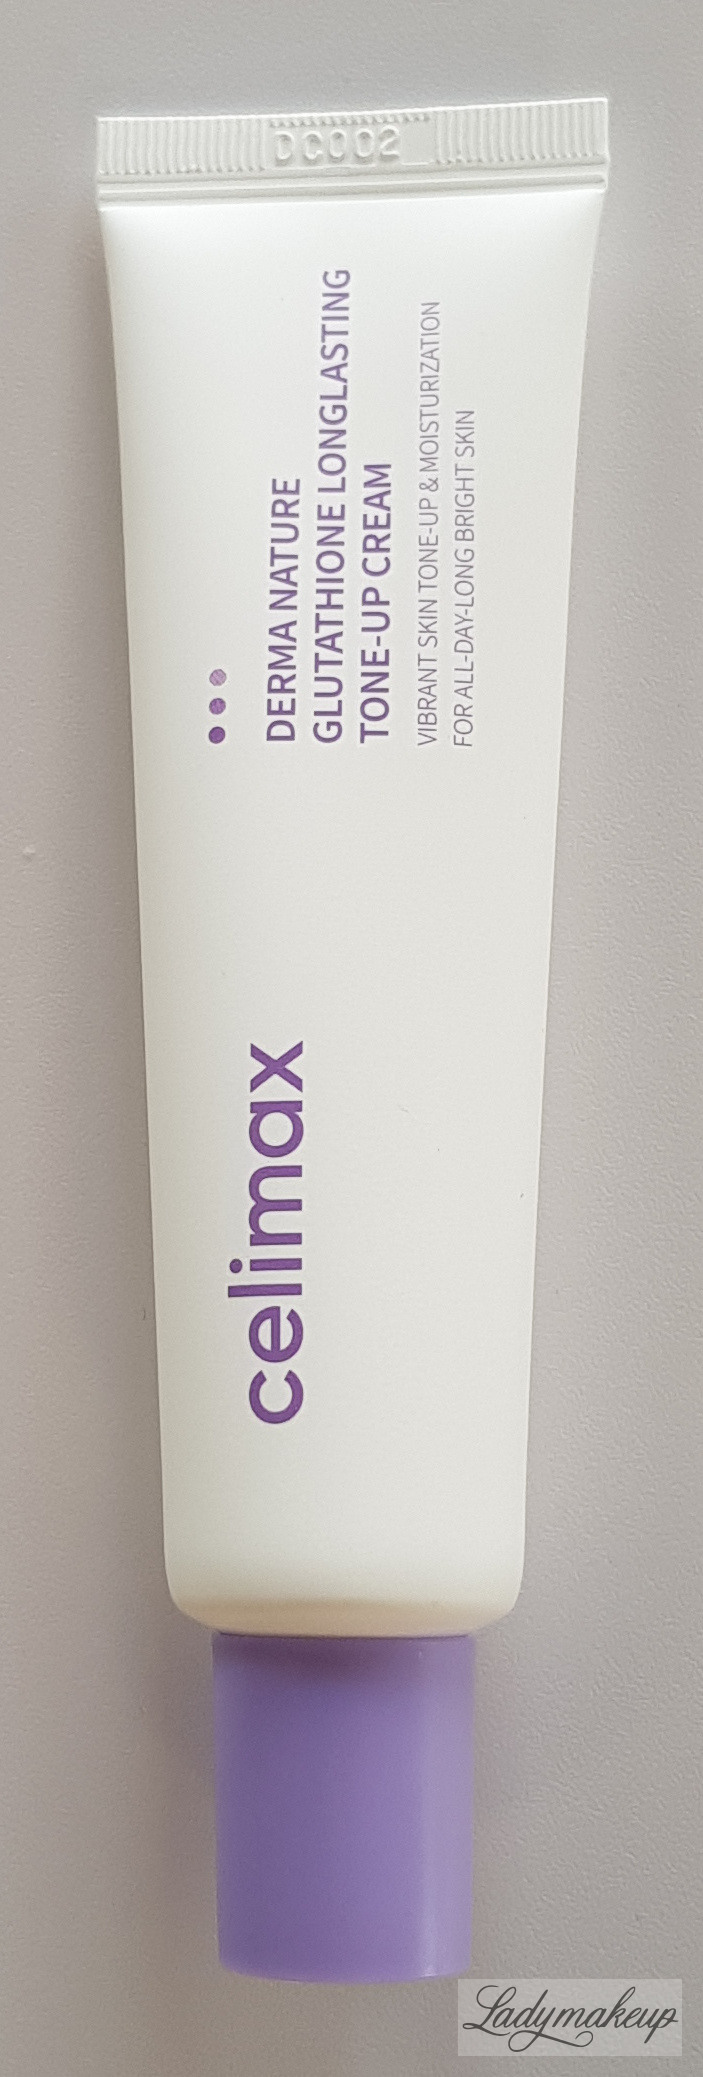 DC002
DERMA NATURE
GLUTATHIONE LONGLASTING
TONE-UP CREAM
VIBRANT SKIN TONE-UP & MOISTURIZATION
FOR ALL-DAY-LONG BRIGHT SKIN
celimax
Ladymakeup